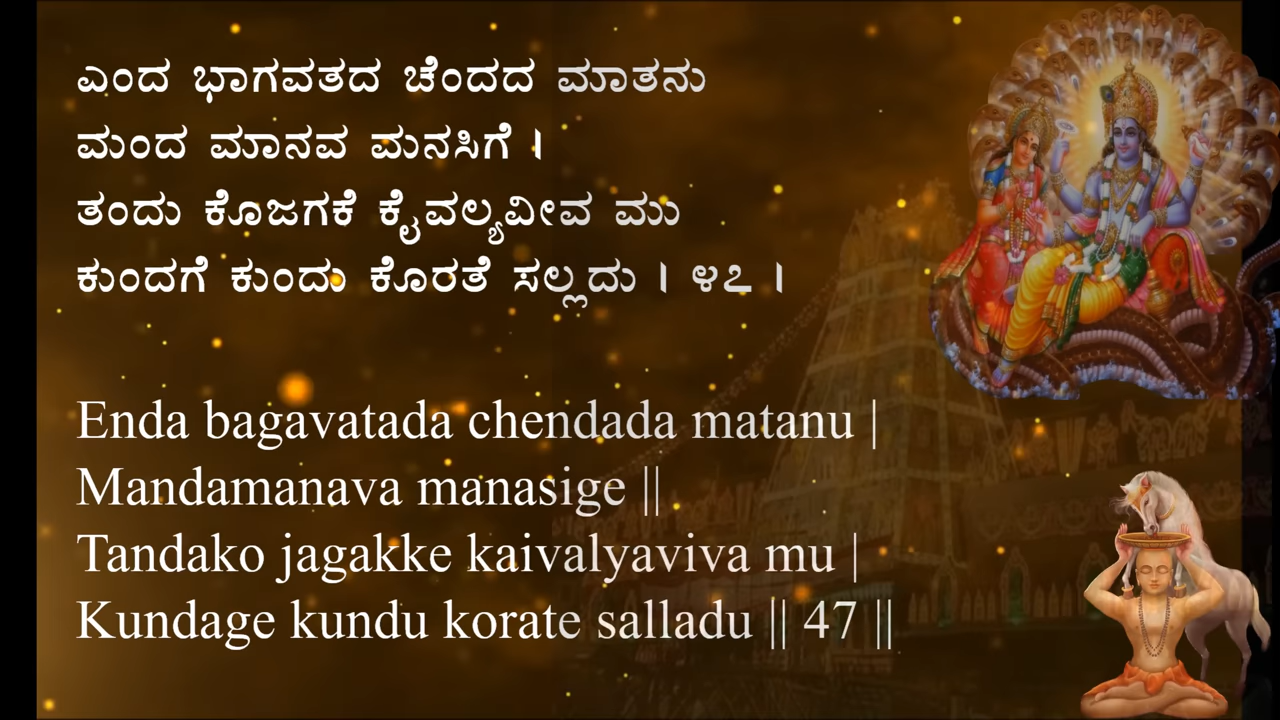 ಎಂದ ಭಾಗವತದ ಚೆಂದದ ಮಾತನು
ಮಂದ ಮಾನವ ಮನಸಿಗೆ ।
ತಂದು ಕೊಜಗಕೆ ಕೈವಲ್ಯವೀವ ಮು
ಕುಂದಗೆ ಕುಂದು ಕೊರತೆ ಸಲ್ಲದು । ೪೭ ।
Enda bagavatada chendada matanu |
Mandamanava manasige ||
Tandako jagakke kaivalyaviva mu |
Kundage kundu korate salladu || 47 ||